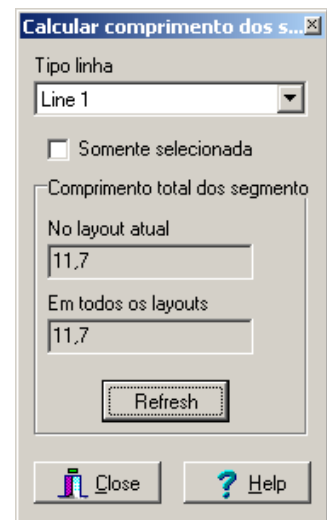 Calcular comprimento dos s...
Tipo linha
Line 1
Somente selecionada
Comprimento total dos segmento
No layout atual
11,7
Em todos os layouts
11,7
Refresh
Close
Help